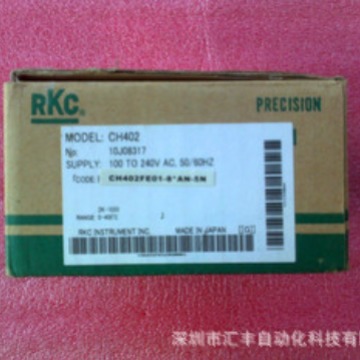 RKC®
PRECISION
MODEL: CH402
No: 10J08317
SUPPLY: 100 TO 240V AC, 50/60HZ
CODE: CH402FE01-8*AN-5N
RKC INSTRUMENT INC. MADE IN JAPAN
深圳市汇丰自动化科技有限